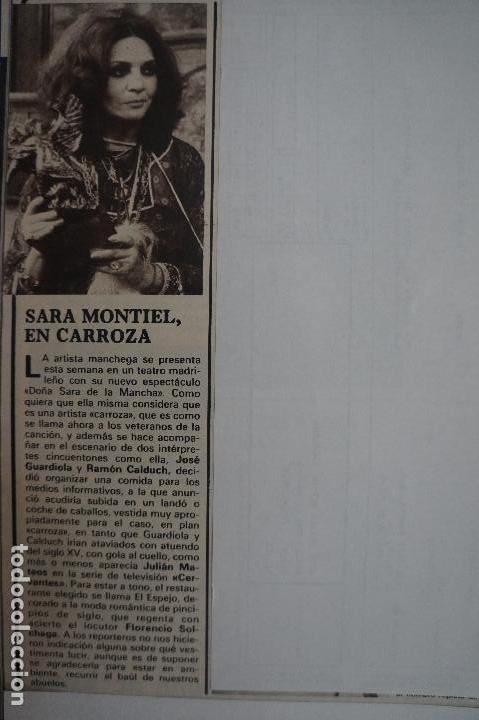 SARA MONTIEL,
EN CARROZA
LA artista manchega se presenta
esta semana en un teatro madri-
leño con su nuevo espectáculo
«Doña Sara de la Mancha». Como
quiera que ella misma considera que
es una artista «carroza», que es como
se llama ahora a los veteranos de la
canción, y además se hace acompa-
ñar en el escenario de dos intérpre-
tes cincuentones como ella, José
Guardiola y Ramón Calduch, deci-
dió organizar una comida para los
medios informativos, a la que anun-
ció acudiría subida en un landó o
coche de caballos, vestida muy apro-
piadamente para el caso, en plan
«carroza», en tanto que Guardiola y
Calduch irían ataviados con atuendo
del siglo XV, con gola al cuello, como
más o menos aparecía Julián Ma-
teos en la serie de televisión «Cer-
vantes». Para estar a tono, el restau-
rante elegido se llama El Espejo, de-
corado a la moda romántica de pinci-
pios de siglo, que regenta con
acierto el locutor Florencio Sol-
chaga. A los reporteros no nos hicie-
ron indicación alguna sobre qué ves-
timenta lucir, aunque es de suponer
se agradecería para estar en am-
biente, recurrir al baúl de nuestros
abuelos.
todocoleccion